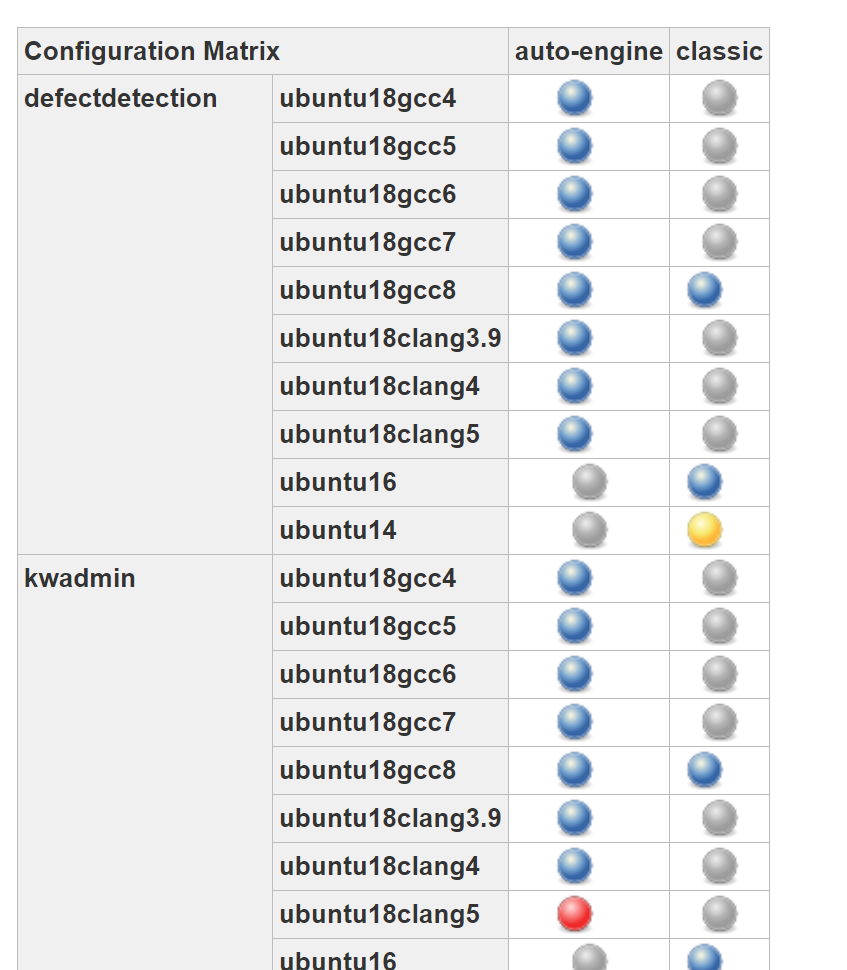 Configuration Matrix auto-engine classic
defectdetection ubuntu18gcc4
ubuntu18gcc5
ubuntu18gcc6
ubuntu18gcc7
ubuntu18gcc8
ubuntu18clang3.9
ubuntu18clang4
ubuntu18clang5
ubuntu16
ubuntu14
kwadmin ubuntu18gcc4
ubuntu18gcc5
ubuntu18gcc6
ubuntu18gcc7
ubuntu18gcc8
ubuntu18clang3.9
ubuntu18clang4
ubuntu18clang5
ubuntu16